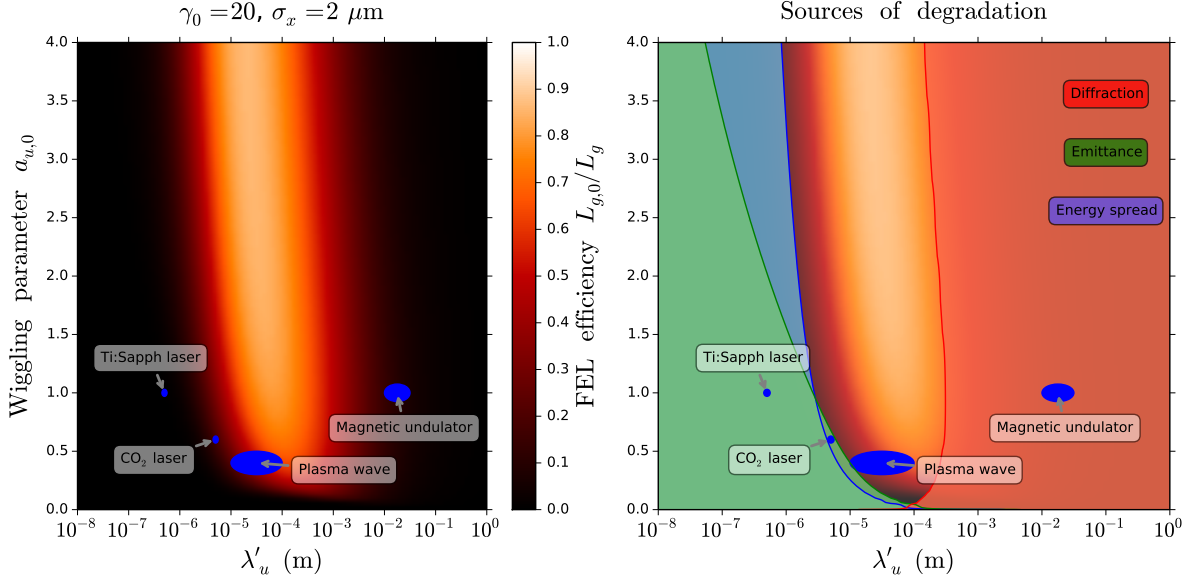 γ₀ =20, σₓ =2 μm
Wiggling parameter a_{u,0}
4.0
3.5
3.0
2.5
2.0
1.5
1.0
0.5
0.0
Ti:Sapph laser
CO₂ laser
Plasma wave
Magnetic undulator
10⁻⁸ 10⁻⁷ 10⁻⁶ 10⁻⁵ 10⁻⁴ 10⁻³ 10⁻² 10⁻¹ 10⁰
λ′ᵤ (m)
1.0
0.9
0.8
0.7
0.6
0.5
0.4
0.3
0.2
0.1
0.0
FEL efficiency L_{g,0}/L_g
Sources of degradation
4.0
3.5
3.0
2.5
2.0
1.5
1.0
0.5
0.0
Diffraction
Emittance
Energy spread
Ti:Sapph laser
CO₂ laser
Plasma wave
Magnetic undulator
10⁻⁸ 10⁻⁷ 10⁻⁶ 10⁻⁵ 10⁻⁴ 10⁻³ 10⁻² 10⁻¹ 10⁰
λ′ᵤ (m)